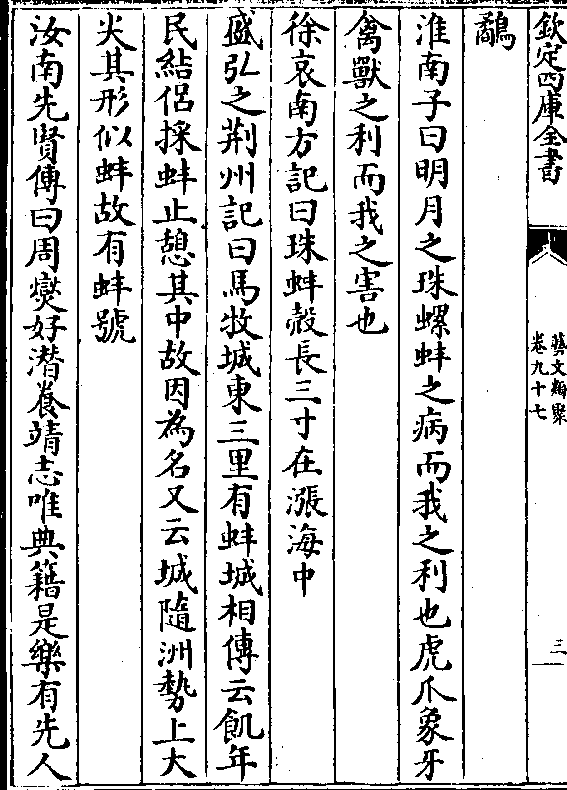 欽定四庫全書
藝文類聚
卷九十七
三
鷸
淮南子曰明月之珠螺蚌之病而我之利也虎爪象牙
禽獸之利而我之害也
徐哀南方記曰珠蚌殼長三寸在漲海中
盛弘之荆州記曰馬牧城東三里有蚌城相傳云飢年
民結侶採蚌止憩其中故因為名又云城隨洲勢上大
尖其形似蚌故有蚌號
汝南先賢傳曰周燮好潛養靖志唯典籍是樂有先人